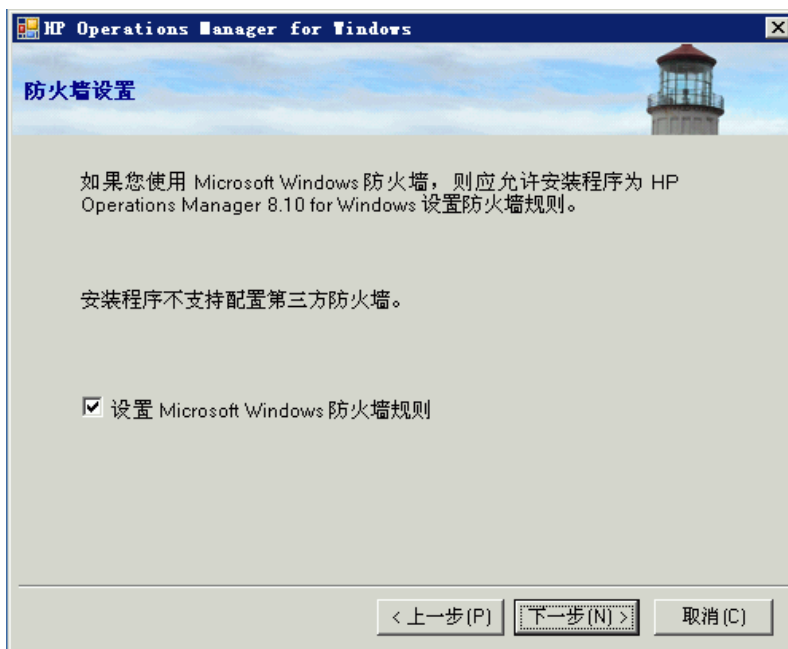 HP Operations Manager for Windows
防火墙设置
如果您使用 Microsoft Windows 防火墙，则应允许安装程序为 HP
Operations Manager 8.10 for Windows 设置防火墙规则。
安装程序不支持配置第三方防火墙。
设置 Microsoft Windows 防火墙规则
< 上一步(P)
下一步(N) >
取消(C)